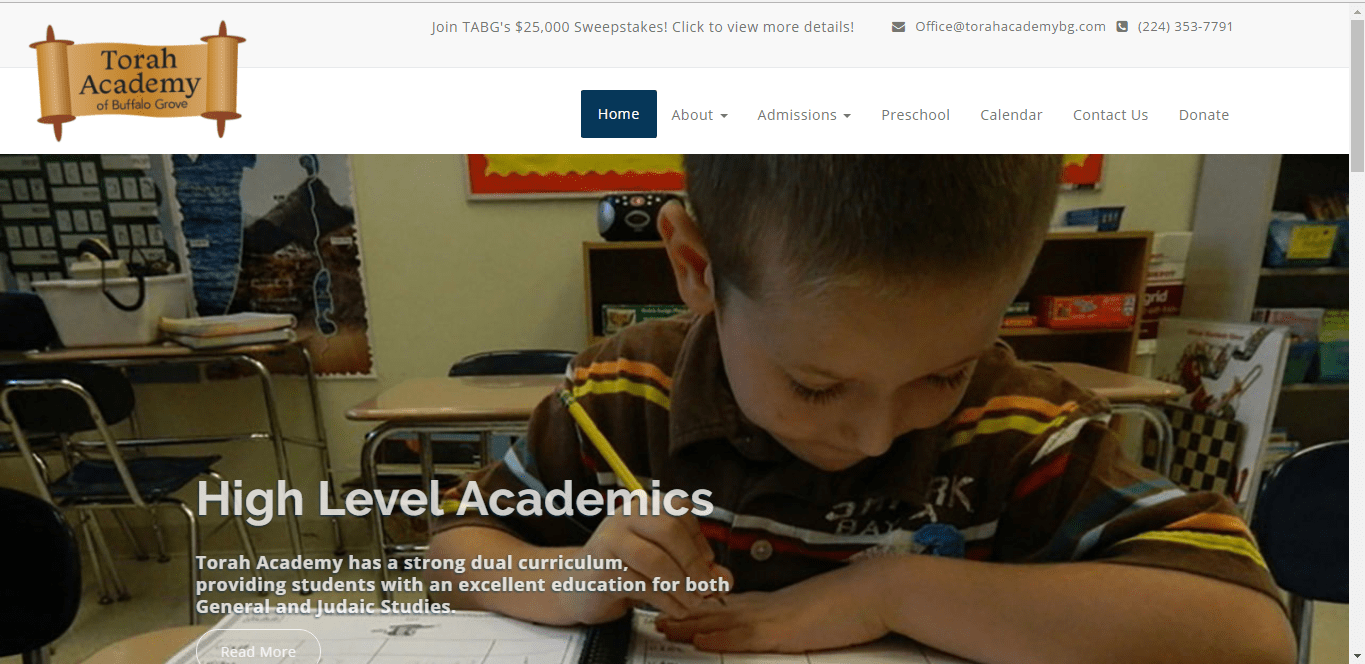 Join TABG's $25,000 Sweepstakes! Click to view more details!
Office@torahacademybg.com
(224) 353-7791
Torah
Academy
of Buffalo Grove
Home
About
Admissions
Preschool
Calendar
Contact Us
Donate
High Level Academics
Torah Academy has a strong dual curriculum,
providing students with an excellent education for both
General and Judaic Studies.
Read More